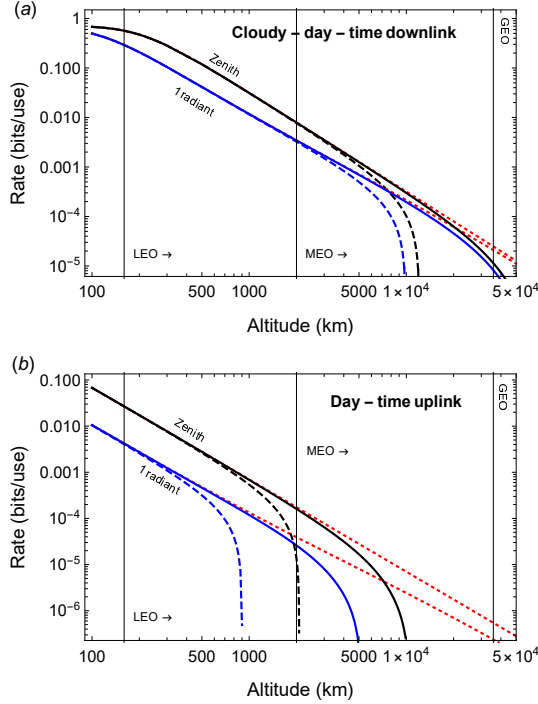 (a)
Cloudy – day – time downlink
GEO
Zenith
1 radiant
LEO →
MEO →
Rate (bits/use)
1
0.100
0.010
0.001
10⁻⁴
10⁻⁵
100
500
1000
5000
1×10⁴
5×10⁴
Altitude (km)
(b)
Day – time uplink
GEO
Zenith
1 radiant
MEO →
LEO →
Rate (bits/use)
0.100
0.010
0.001
10⁻⁴
10⁻⁵
10⁻⁶
100
500
1000
5000
1×10⁴
5×10⁴
Altitude (km)